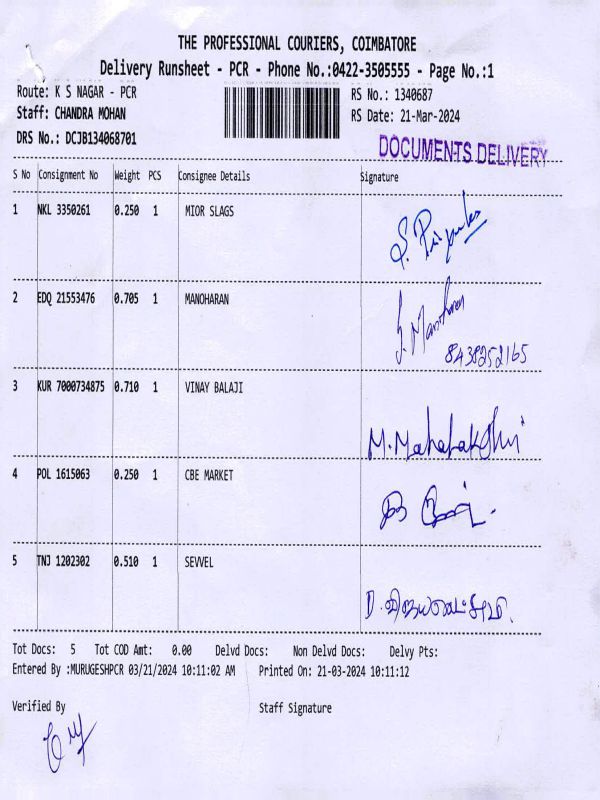 THE PROFESSIONAL COURIERS, COIMBATORE
Delivery Runsheet - PCR - Phone No.:0422-3505555 - Page No.:1
Route: K S NAGAR - PCR
RS No.: 1340687
Staff: CHANDRA MOHAN
RS Date: 21-Mar-2024
DRS No.: DCJB134068701
DOCUMENTS DELIVERY
S No Consignment No Weight PCS Consignee Details Signature
1 NKL 3350261 0.250 1 MIOR SLAGS
S. Priyanka
2 EDQ 21553476 0.705 1 MANOHARAN
S. Manoharan
8438252165
3 KUR 7000734875 0.710 1 VINAY BALAJI
M. Mahalakshmi
4 POL 1615063 0.250 1 CBE MARKET
5 TNJ 1202302 0.510 1 SEVVEL
D. விஜயலட்சுமி.
Tot Docs: 5 Tot COD Amt: 0.00 Delvd Docs: Non Delvd Docs: Delvy Pts:
Entered By :MURUGESHPCR 03/21/2024 10:11:02 AM Printed On: 21-03-2024 10:11:12
Verified By Staff Signature